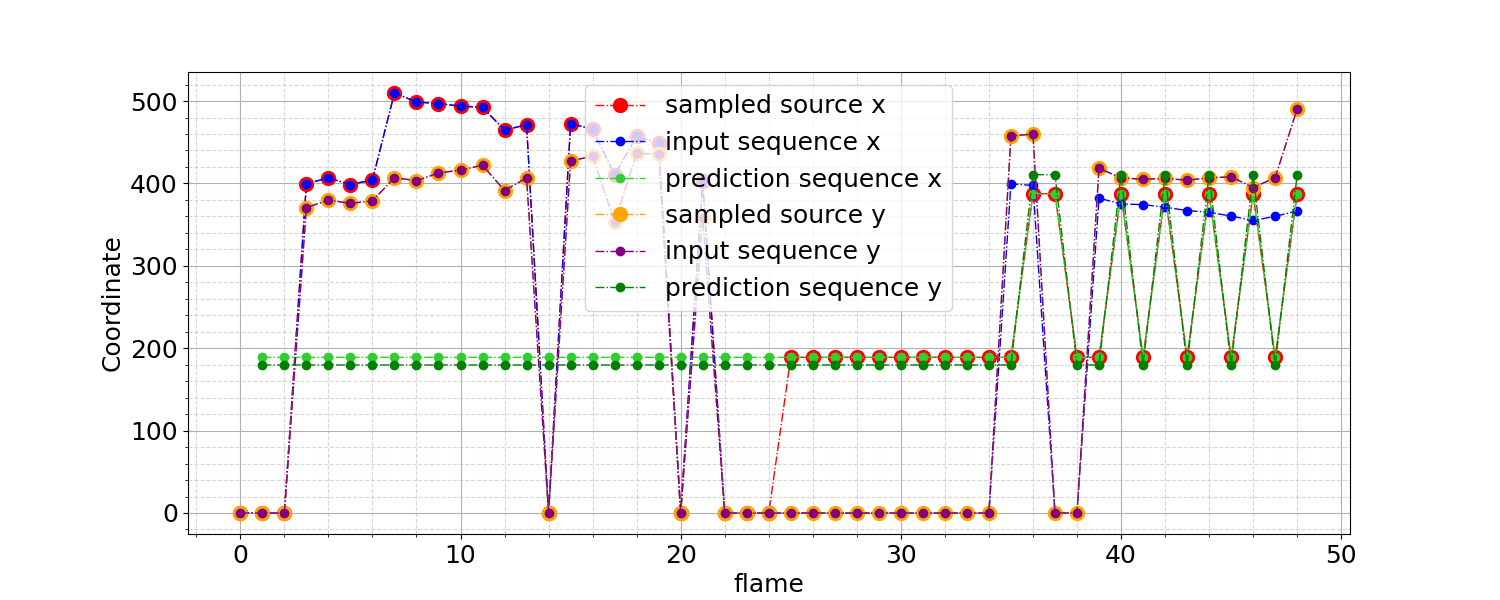 500
400
300
200
100
0
Coordinate
sampled source x
input sequence x
prediction sequence x
sampled source y
input sequence y
prediction sequence y
0 10 20 30 40 50
flame